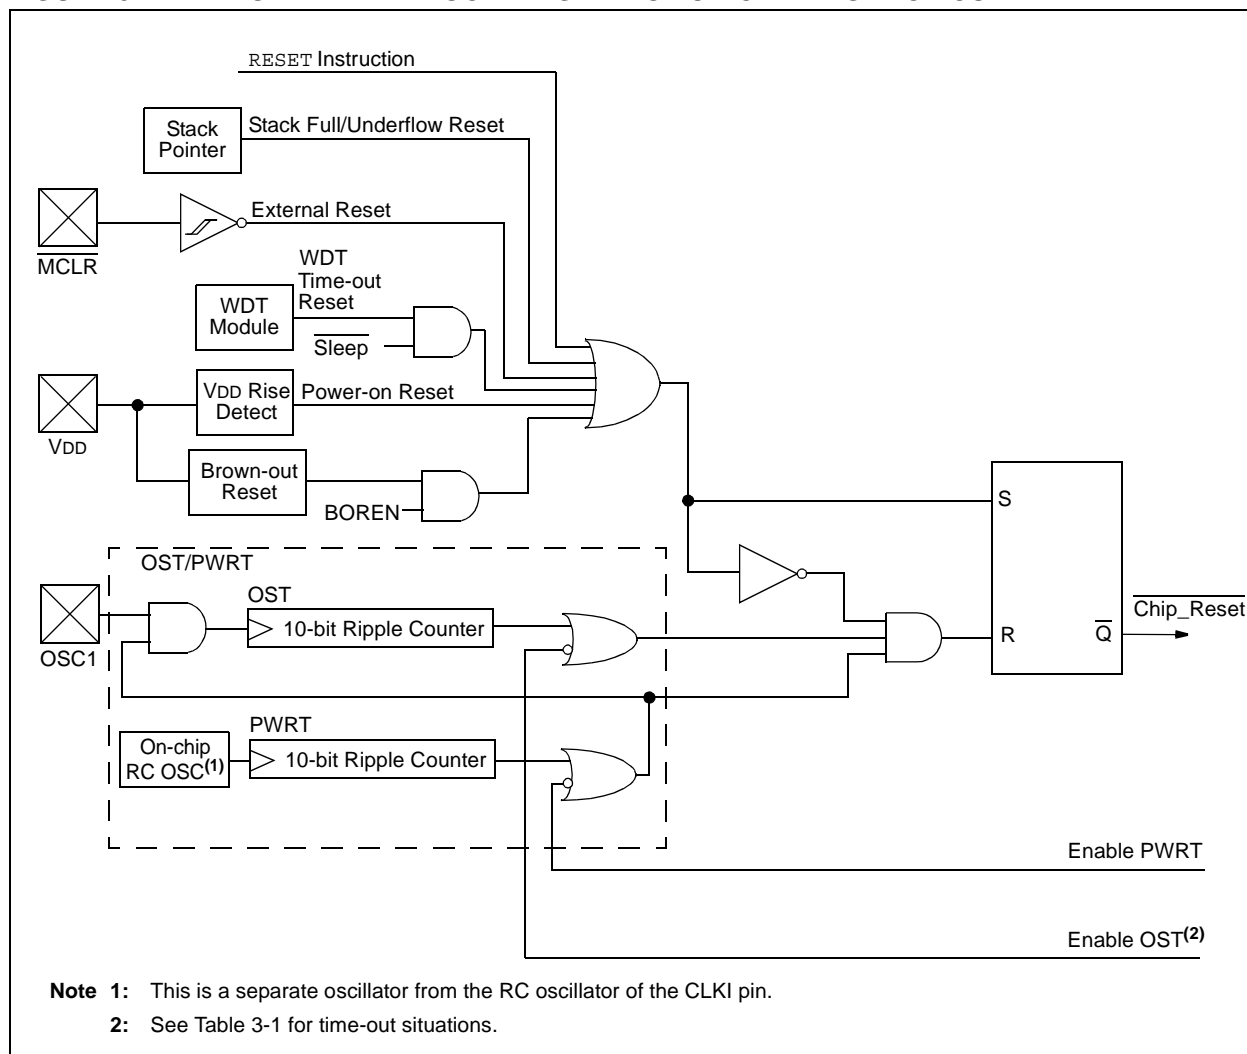 RESET Instruction
Stack
Pointer
Stack Full/Underflow Reset
External Reset
MCLR
WDT
Time-out
Reset
WDT
Module
Sleep
VDD Rise
Detect
Power-on Reset
VDD
Brown-out
Reset
BOREN
S
OST/PWRT
OST
10-bit Ripple Counter
OSC1
R
Q
Chip_Reset
PWRT
On-chip
RC OSC(1)
10-bit Ripple Counter
Enable PWRT
Enable OST(2)
Note 1: This is a separate oscillator from the RC oscillator of the CLKI pin.
2: See Table 3-1 for time-out situations.